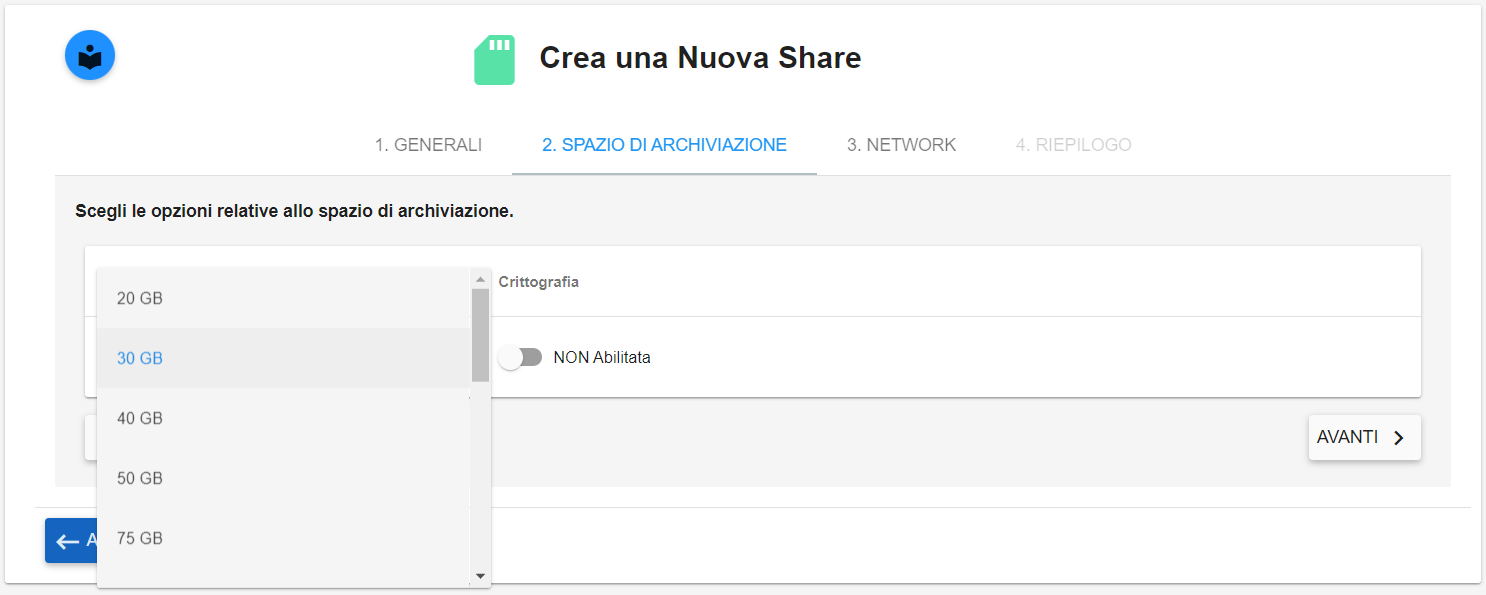 Crea una Nuova Share
1. GENERALI
2. SPAZIO DI ARCHIVIAZIONE
3. NETWORK
4. RIEPILOGO
Scegli le opzioni relative allo spazio di archiviazione.
Crittografia
20 GB
30 GB
NON Abilitata
40 GB
AVANTI
50 GB
75 GB